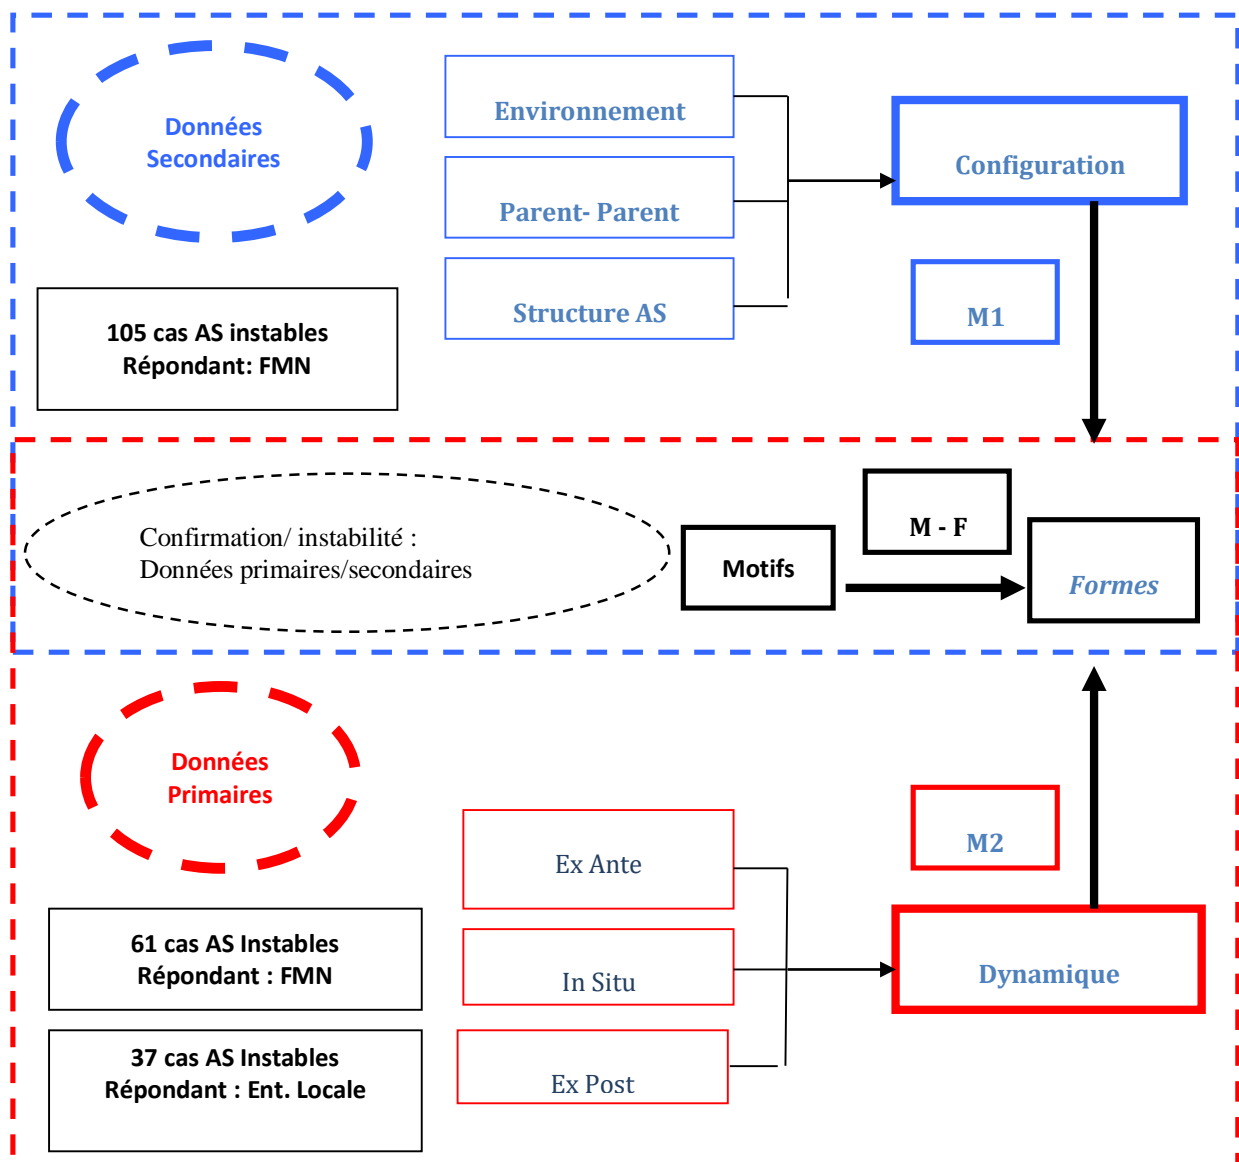 Données
Secondaires
Environnement
Parent- Parent
Structure AS
Configuration
M1
105 cas AS instables
Répondant: FMN
Confirmation/ instabilité :
Données primaires/secondaires
Motifs
M - F
Formes
Données
Primaires
Ex Ante
In Situ
Ex Post
M2
Dynamique
61 cas AS Instables
Répondant : FMN
37 cas AS Instables
Répondant : Ent. Locale